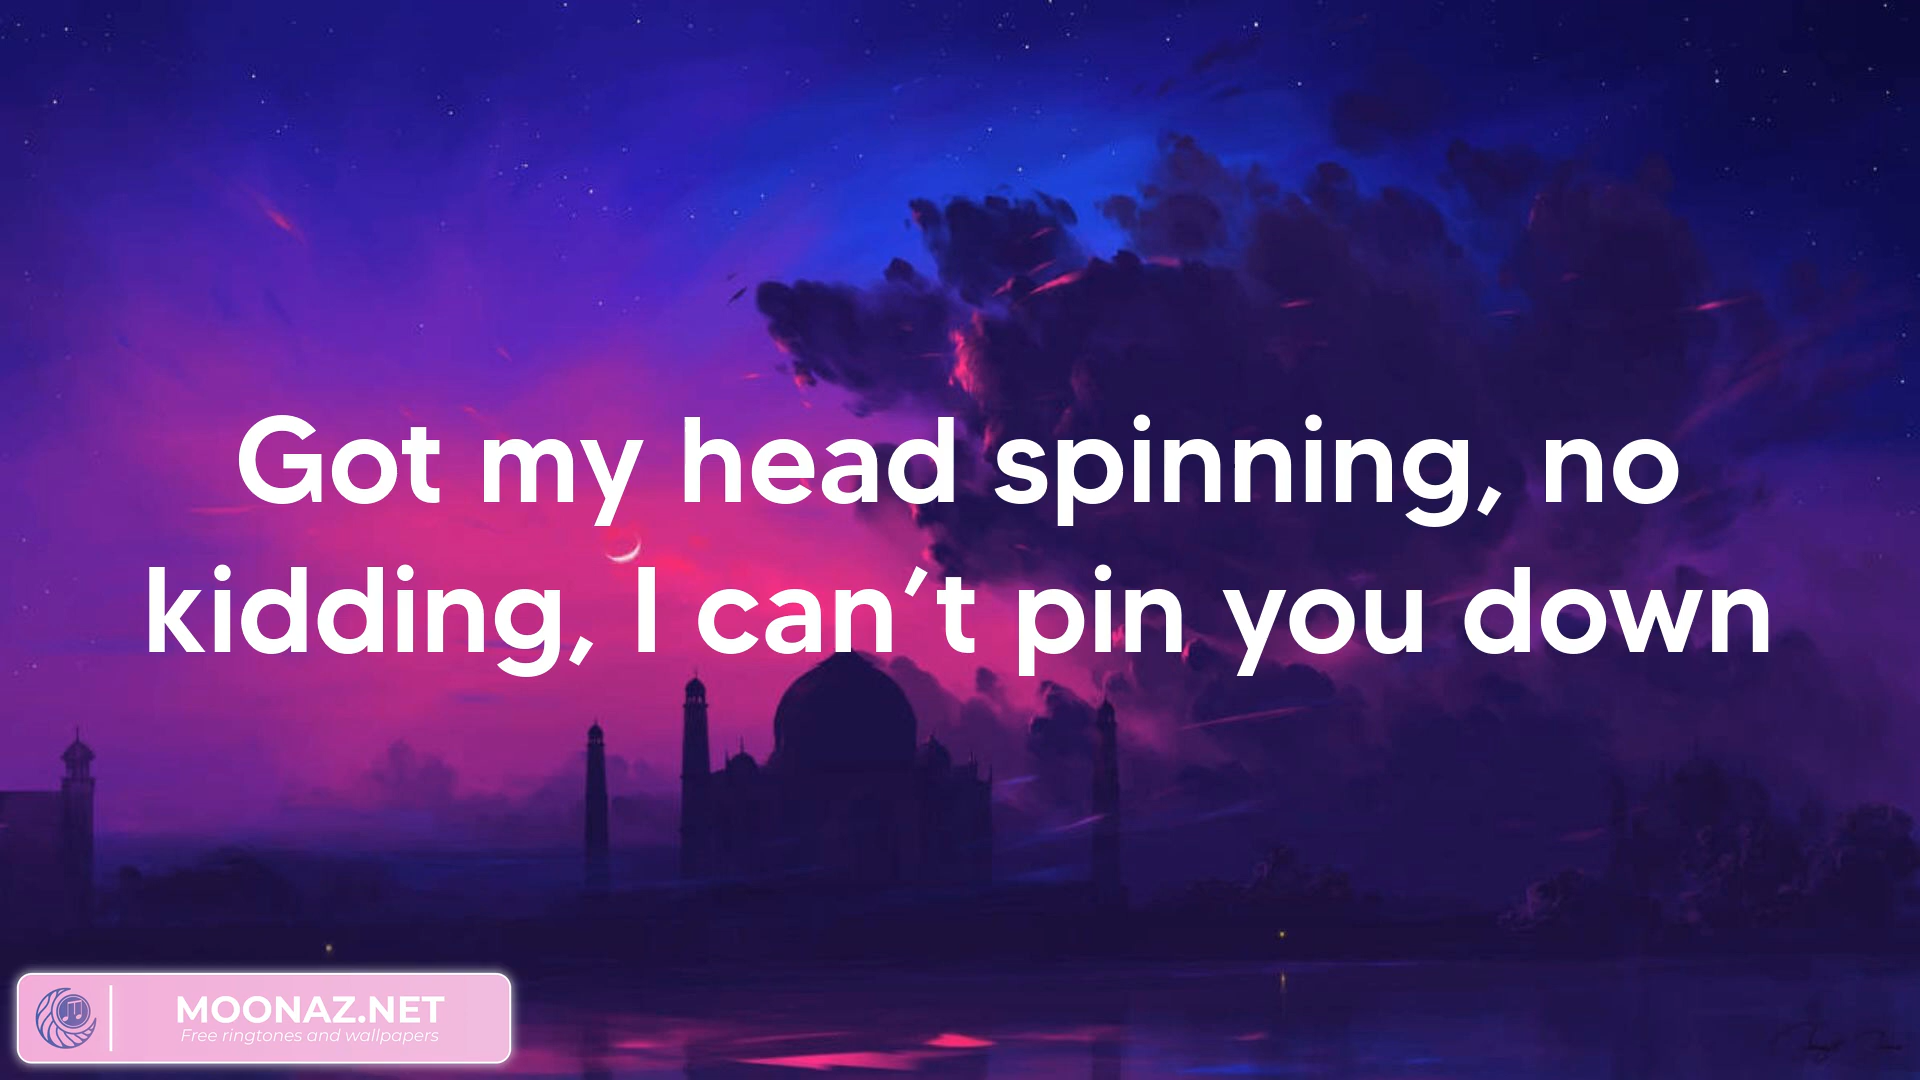 Got my head spinning, no
kidding, I can’t pin you down
MOONAZ.NET
Free ringtones and wallpapers